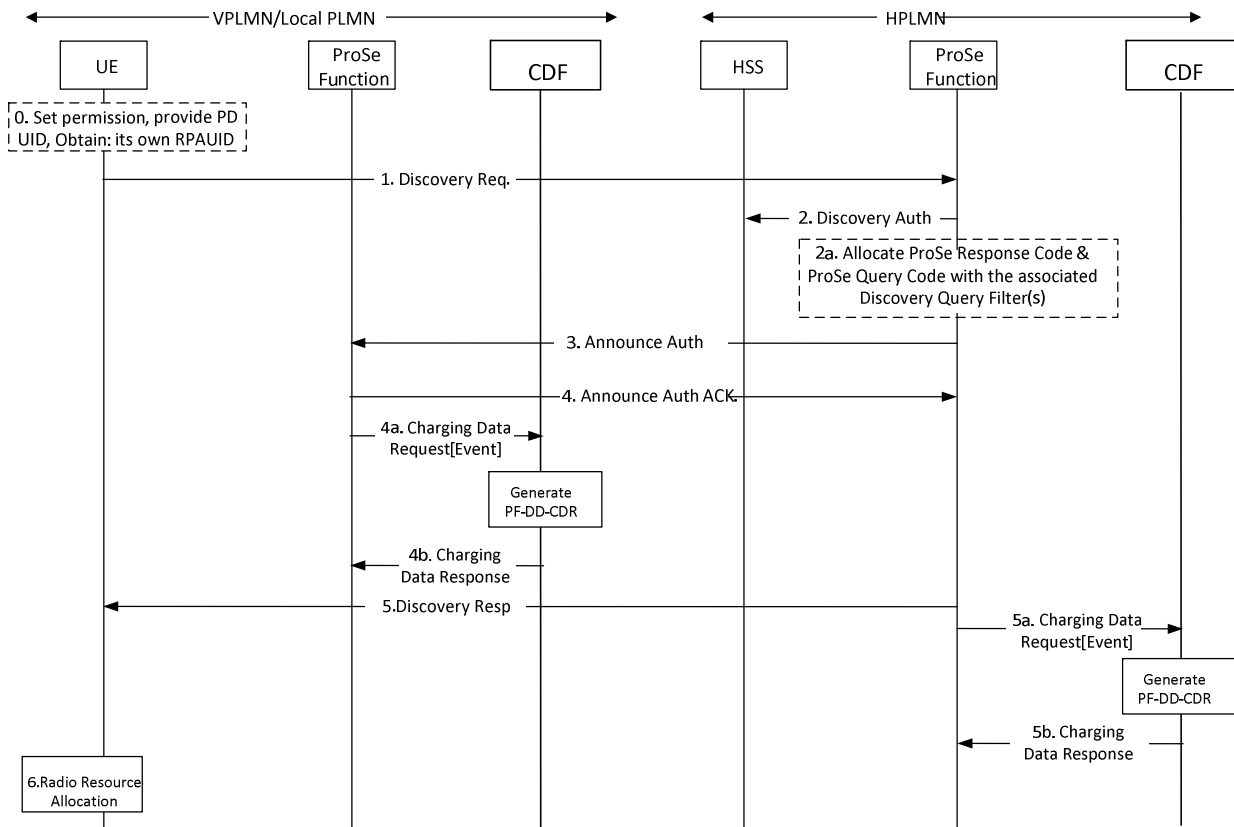 VPLMN/Local PLMN
HPLMN
UE
ProSe
Function
CDF
HSS
ProSe
Function
CDF
0. Set permission, provide PD
UID, Obtain: its own RPAUID
1. Discovery Req.
2. Discovery Auth
2a. Allocate ProSe Response Code &
ProSe Query Code with the associated
Discovery Query Filter(s)
3. Announce Auth
4. Announce Auth ACK.
4a. Charging Data
Request[Event]
Generate
PF-DD-CDR
4b. Charging
Data Response
5.Discovery Resp
5a. Charging Data
Request[Event]
Generate
PF-DD-CDR
5b. Charging
Data Response
6.Radio Resource
Allocation